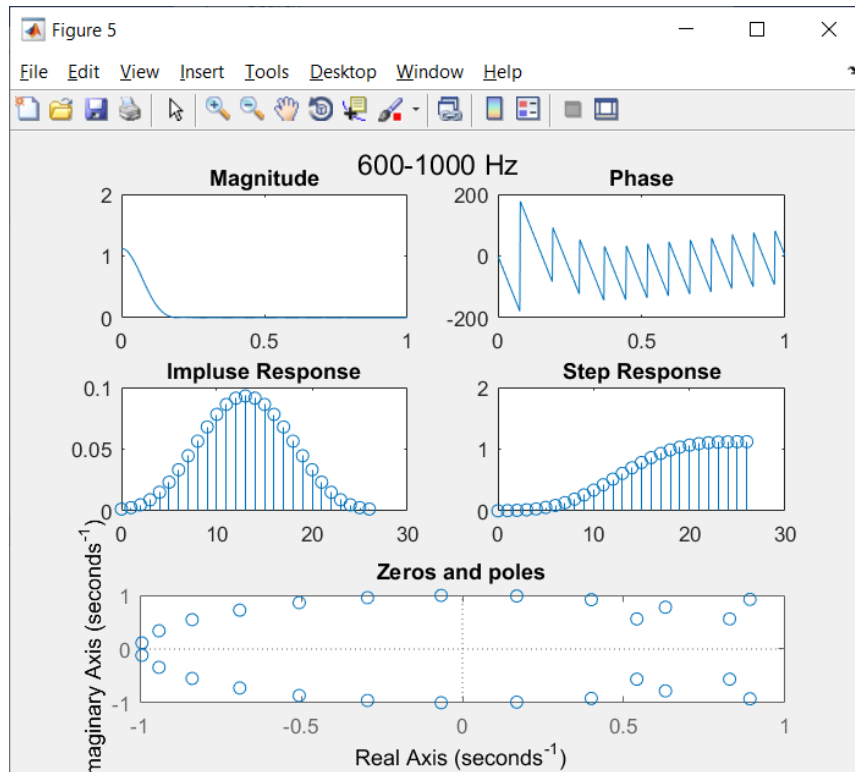 Figure 5
File Edit View Insert Tools Desktop Window Help
600-1000 Hz
Magnitude
2
1
0
0 0.5 1
Phase
200
0
-200
0 0.5 1
Impluse Response
0.1
0.05
0
0 10 20 30
Step Response
2
1
0
0 10 20 30
Zeros and poles
maginary Axis (seconds⁻¹)
1
0
-1
-1 -0.5 0 0.5 1
Real Axis (seconds⁻¹)